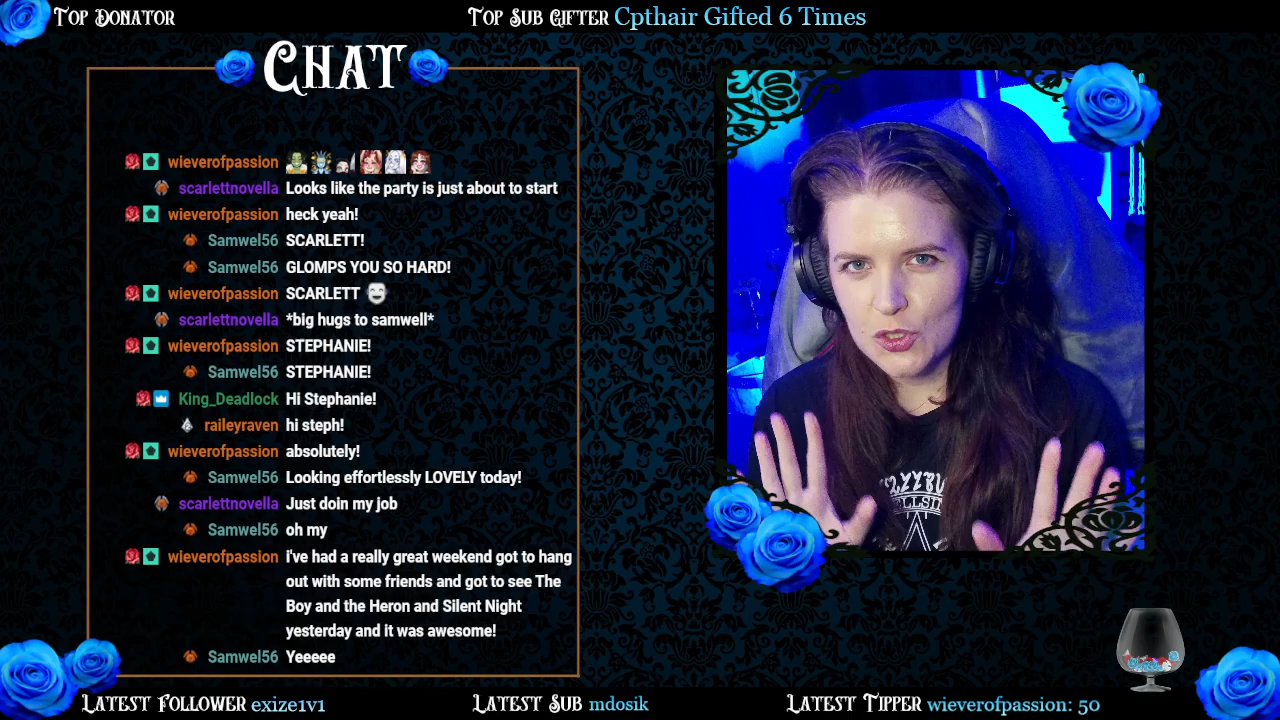 Top Donator
Top Sub Gifter Cpthair Gifted 6 Times
Chat
wieverofpassion
scarlettnovella Looks like the party is just about to start
wieverofpassion heck yeah!
Samwel56 SCARLETT!
Samwel56 GLOMPS YOU SO HARD!
wieverofpassion SCARLETT
scarlettnovella *big hugs to samwell*
wieverofpassion STEPHANIE!
Samwel56 STEPHANIE!
King_Deadlock Hi Stephanie!
raileyraven hi steph!
wieverofpassion absolutely!
Samwel56 Looking effortlessly LOVELY today!
scarlettnovella Just doin my job
Samwel56 oh my
wieverofpassion i've had a really great weekend got to hang
out with some friends and got to see The
Boy and the Heron and Silent Night
yesterday and it was awesome!
Samwel56 Yeeeee
Latest Follower exize1v1
Latest Sub mdosik
Latest Tipper wieverofpassion: 50